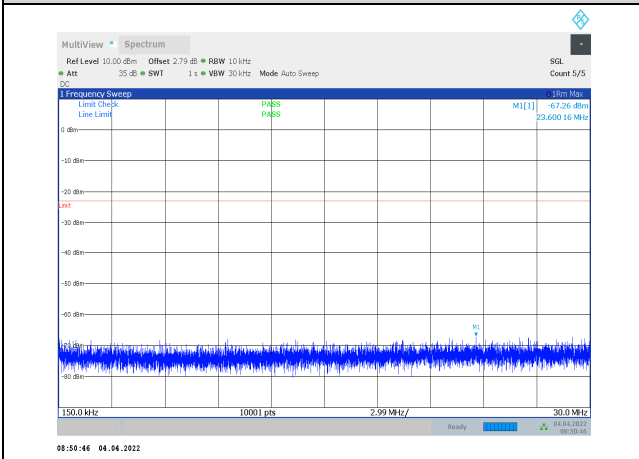 MultiView Spectrum
Ref Level 10.00 dBm Offset 2.79 dB RBW 10 kHz SGL
Att 35 dB SWT 1 s VBW 30 kHz Mode Auto Sweep Count 5/5
DC
1 Frequency Sweep 1Rm Max
Limit Check PASS M1[1] -67.26 dBm
Line Limit PASS 23.600 16 MHz
0 dBm
-10 dBm
-20 dBm
Limit
-30 dBm
-40 dBm
-50 dBm
-60 dBm
M1
-70 dBm
-80 dBm
150.0 kHz 10001 pts 2.99 MHz/ 30.0 MHz
Ready 04.04.2022
08:50:46
08:50:46 04.04.2022